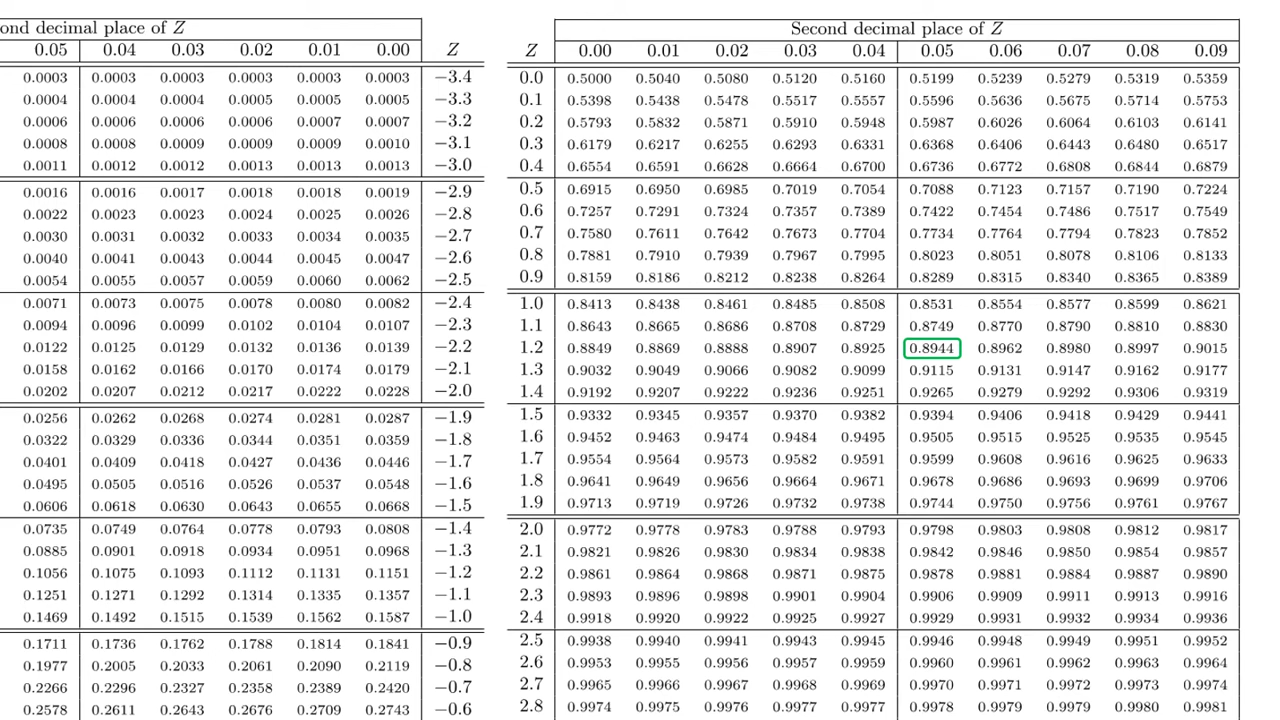 ond decimal place of Z
0.05 0.04 0.03 0.02 0.01 0.00 Z
0.0003 0.0003 0.0003 0.0003 0.0003 0.0003 −3.4
0.0004 0.0004 0.0004 0.0005 0.0005 0.0005 −3.3
0.0006 0.0006 0.0006 0.0006 0.0007 0.0007 −3.2
0.0008 0.0008 0.0009 0.0009 0.0009 0.0010 −3.1
0.0011 0.0012 0.0012 0.0013 0.0013 0.0013 −3.0
0.0016 0.0016 0.0017 0.0018 0.0018 0.0019 −2.9
0.0022 0.0023 0.0023 0.0024 0.0025 0.0026 −2.8
0.0030 0.0031 0.0032 0.0033 0.0034 0.0035 −2.7
0.0040 0.0041 0.0043 0.0044 0.0045 0.0047 −2.6
0.0054 0.0055 0.0057 0.0059 0.0060 0.0062 −2.5
0.0071 0.0073 0.0075 0.0078 0.0080 0.0082 −2.4
0.0094 0.0096 0.0099 0.0102 0.0104 0.0107 −2.3
0.0122 0.0125 0.0129 0.0132 0.0136 0.0139 −2.2
0.0158 0.0162 0.0166 0.0170 0.0174 0.0179 −2.1
0.0202 0.0207 0.0212 0.0217 0.0222 0.0228 −2.0
0.0256 0.0262 0.0268 0.0274 0.0281 0.0287 −1.9
0.0322 0.0329 0.0336 0.0344 0.0351 0.0359 −1.8
0.0401 0.0409 0.0418 0.0427 0.0436 0.0446 −1.7
0.0495 0.0505 0.0516 0.0526 0.0537 0.0548 −1.6
0.0606 0.0618 0.0630 0.0643 0.0655 0.0668 −1.5
0.0735 0.0749 0.0764 0.0778 0.0793 0.0808 −1.4
0.0885 0.0901 0.0918 0.0934 0.0951 0.0968 −1.3
0.1056 0.1075 0.1093 0.1112 0.1131 0.1151 −1.2
0.1251 0.1271 0.1292 0.1314 0.1335 0.1357 −1.1
0.1469 0.1492 0.1515 0.1539 0.1562 0.1587 −1.0
0.1711 0.1736 0.1762 0.1788 0.1814 0.1841 −0.9
0.1977 0.2005 0.2033 0.2061 0.2090 0.2119 −0.8
0.2266 0.2296 0.2327 0.2358 0.2389 0.2420 −0.7
0.2578 0.2611 0.2643 0.2676 0.2709 0.2743 −0.6
Second decimal place of Z
Z 0.00 0.01 0.02 0.03 0.04 0.05 0.06 0.07 0.08 0.09
0.0 0.5000 0.5040 0.5080 0.5120 0.5160 0.5199 0.5239 0.5279 0.5319 0.5359
0.1 0.5398 0.5438 0.5478 0.5517 0.5557 0.5596 0.5636 0.5675 0.5714 0.5753
0.2 0.5793 0.5832 0.5871 0.5910 0.5948 0.5987 0.6026 0.6064 0.6103 0.6141
0.3 0.6179 0.6217 0.6255 0.6293 0.6331 0.6368 0.6406 0.6443 0.6480 0.6517
0.4 0.6554 0.6591 0.6628 0.6664 0.6700 0.6736 0.6772 0.6808 0.6844 0.6879
0.5 0.6915 0.6950 0.6985 0.7019 0.7054 0.7088 0.7123 0.7157 0.7190 0.7224
0.6 0.7257 0.7291 0.7324 0.7357 0.7389 0.7422 0.7454 0.7486 0.7517 0.7549
0.7 0.7580 0.7611 0.7642 0.7673 0.7704 0.7734 0.7764 0.7794 0.7823 0.7852
0.8 0.7881 0.7910 0.7939 0.7967 0.7995 0.8023 0.8051 0.8078 0.8106 0.8133
0.9 0.8159 0.8186 0.8212 0.8238 0.8264 0.8289 0.8315 0.8340 0.8365 0.8389
1.0 0.8413 0.8438 0.8461 0.8485 0.8508 0.8531 0.8554 0.8577 0.8599 0.8621
1.1 0.8643 0.8665 0.8686 0.8708 0.8729 0.8749 0.8770 0.8790 0.8810 0.8830
1.2 0.8849 0.8869 0.8888 0.8907 0.8925 0.8944 0.8962 0.8980 0.8997 0.9015
1.3 0.9032 0.9049 0.9066 0.9082 0.9099 0.9115 0.9131 0.9147 0.9162 0.9177
1.4 0.9192 0.9207 0.9222 0.9236 0.9251 0.9265 0.9279 0.9292 0.9306 0.9319
1.5 0.9332 0.9345 0.9357 0.9370 0.9382 0.9394 0.9406 0.9418 0.9429 0.9441
1.6 0.9452 0.9463 0.9474 0.9484 0.9495 0.9505 0.9515 0.9525 0.9535 0.9545
1.7 0.9554 0.9564 0.9573 0.9582 0.9591 0.9599 0.9608 0.9616 0.9625 0.9633
1.8 0.9641 0.9649 0.9656 0.9664 0.9671 0.9678 0.9686 0.9693 0.9699 0.9706
1.9 0.9713 0.9719 0.9726 0.9732 0.9738 0.9744 0.9750 0.9756 0.9761 0.9767
2.0 0.9772 0.9778 0.9783 0.9788 0.9793 0.9798 0.9803 0.9808 0.9812 0.9817
2.1 0.9821 0.9826 0.9830 0.9834 0.9838 0.9842 0.9846 0.9850 0.9854 0.9857
2.2 0.9861 0.9864 0.9868 0.9871 0.9875 0.9878 0.9881 0.9884 0.9887 0.9890
2.3 0.9893 0.9896 0.9898 0.9901 0.9904 0.9906 0.9909 0.9911 0.9913 0.9916
2.4 0.9918 0.9920 0.9922 0.9925 0.9927 0.9929 0.9931 0.9932 0.9934 0.9936
2.5 0.9938 0.9940 0.9941 0.9943 0.9945 0.9946 0.9948 0.9949 0.9951 0.9952
2.6 0.9953 0.9955 0.9956 0.9957 0.9959 0.9960 0.9961 0.9962 0.9963 0.9964
2.7 0.9965 0.9966 0.9967 0.9968 0.9969 0.9970 0.9971 0.9972 0.9973 0.9974
2.8 0.9974 0.9975 0.9976 0.9977 0.9977 0.9978 0.9979 0.9979 0.9980 0.9981